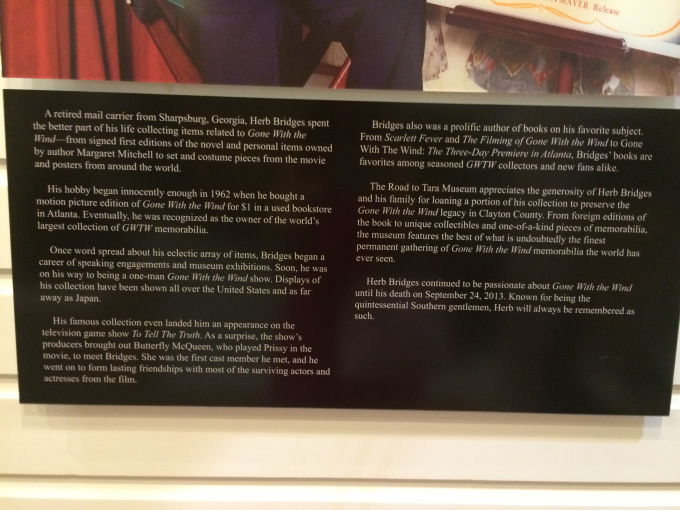 MAYER Release
A retired mail carrier from Sharpsburg, Georgia, Herb Bridges spent
the better part of his life collecting items related to Gone With the
Wind—from signed first editions of the novel and personal items owned
by author Margaret Mitchell to set and costume pieces from the movie
and posters from around the world.
His hobby began innocently enough in 1962 when he bought a
motion picture edition of Gone With the Wind for $1 in a used bookstore
in Atlanta. Eventually, he was recognized as the owner of the world's
largest collection of GWTW memorabilia.
Once word spread about his eclectic array of items, Bridges began a
career of speaking engagements and museum exhibitions. Soon, he was
on his way to being a one-man Gone With the Wind show. Displays of
his collection have been shown all over the United States and as far
away as Japan.
His famous collection even landed him an appearance on the
television game show To Tell The Truth. As a surprise, the show's
producers brought out Butterfly McQueen, who played Prissy in the
movie, to meet Bridges. She was the first cast member he met, and he
went on to form lasting friendships with most of the surviving actors and
actresses from the film.
Bridges also was a prolific author of books on his favorite subject.
From Scarlett Fever and The Filming of Gone With the Wind to Gone
With The Wind: The Three-Day Premiere in Atlanta, Bridges' books are
favorites among seasoned GWTW collectors and new fans alike.
The Road to Tara Museum appreciates the generosity of Herb Bridges
and his family for loaning a portion of his collection to preserve the
Gone With the Wind legacy in Clayton County. From foreign editions of
the book to unique collectibles and one-of-a-kind pieces of memorabilia,
the museum features the best of what is undoubtedly the finest
permanent gathering of Gone With the Wind memorabilia the world has
ever seen.
Herb Bridges continued to be passionate about Gone With the Wind
until his death on September 24, 2013. Known for being the
quintessential Southern gentlemen, Herb will always be remembered as
such.